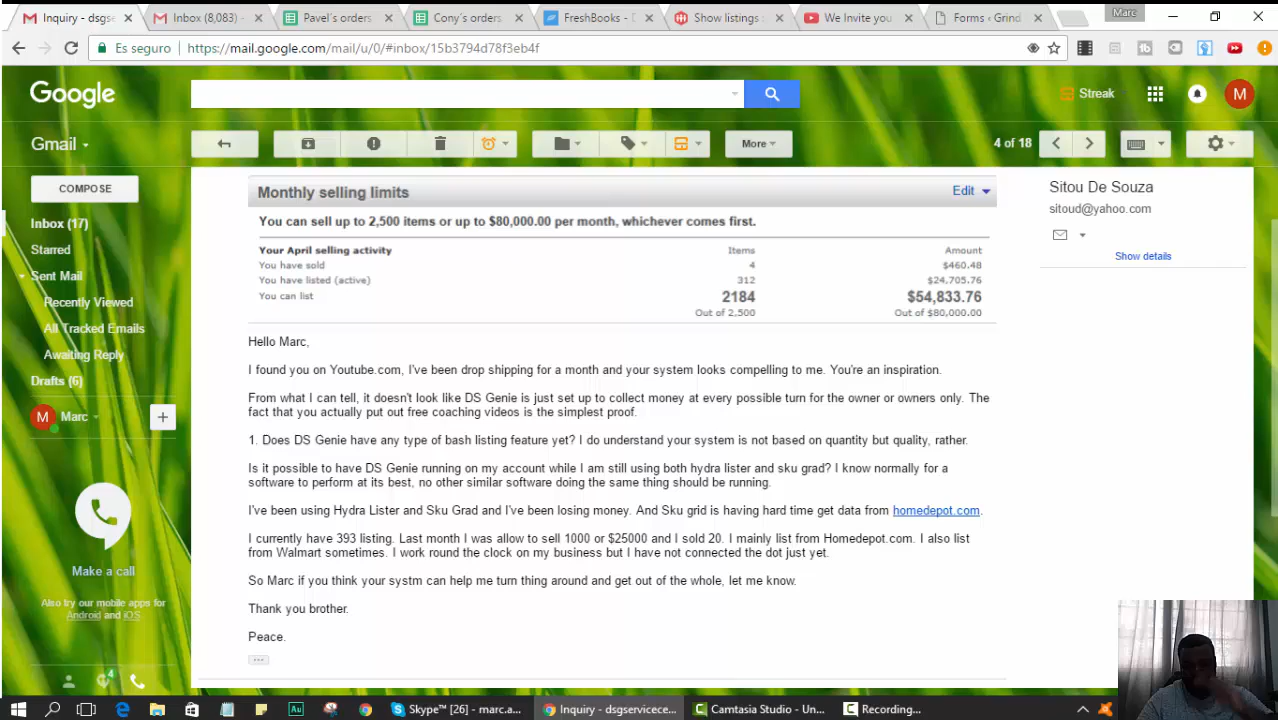 Marc
Inquiry - dsgse
Inbox (8,083)
Pavel's orders
Cony's orders
FreshBooks - D
Show listings
We Invite you
Forms ‹ Grind
Es seguro
https://mail.google.com/mail/u/0/#inbox/15b3794d78f3eb4f
Google
Streak
M
Gmail
More
4 of 18
COMPOSE
Inbox (17)
Starred
Sent Mail
Recently Viewed
All Tracked Emails
Awaiting Reply
Drafts (6)
M
Marc
Make a call
Also try our mobile apps for
Android and iOS
4
Monthly selling limits
Edit
You can sell up to 2,500 items or up to $80,000.00 per month, whichever comes first.
Your April selling activity Items Amount
You have sold 4 $460.48
You have listed (active) 312 $24,705.76
You can list 2184 $54,833.76
Out of 2,500 Out of $80,000.00
Hello Marc,
I found you on Youtube.com, I've been drop shipping for a month and your system looks compelling to me. You're an inspiration.
From what I can tell, it doesn't look like DS Genie is just set up to collect money at every possible turn for the owner or owners only. The
fact that you actually put out free coaching videos is the simplest proof.
1. Does DS Genie have any type of bash listing feature yet? I do understand your system is not based on quantity but quality, rather.
Is it possible to have DS Genie running on my account while I am still using both hydra lister and sku grad? I know normally for a
software to perform at its best, no other similar software doing the same thing should be running.
I've been using Hydra Lister and Sku Grad and I've been losing money. And Sku grid is having hard time get data from homedepot.com.
I currently have 393 listing. Last month I was allow to sell 1000 or $25000 and I sold 20. I mainly list from Homedepot.com. I also list
from Walmart sometimes. I work round the clock on my business but I have not connected the dot just yet.
So Marc if you think your systm can help me turn thing around and get out of the whole, let me know.
Thank you brother.
Peace.
Sitou De Souza
sitoud@yahoo.com
Show details
Skype™ [26] - marc.a...
Inquiry - dsgservicece...
Camtasia Studio - Un...
Recording...